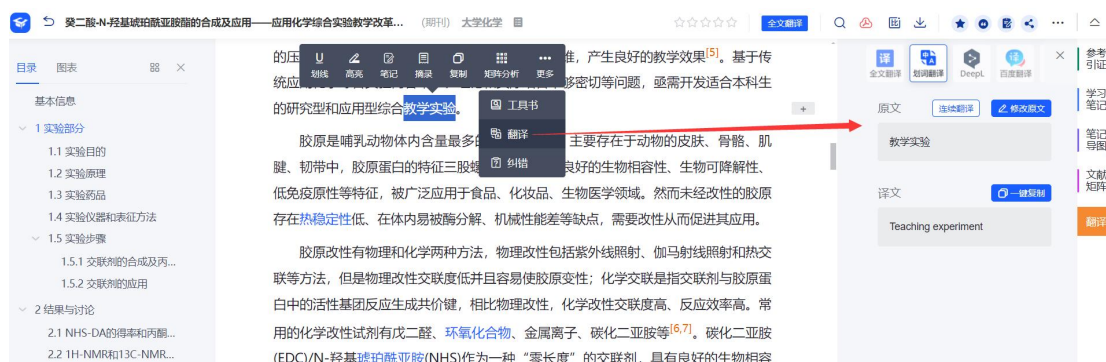 癸二酸-N-羟基琥珀酰亚胺酯的合成及应用——应用化学综合实验教学改革... (期刊) 大学化学
全文翻译
目录 图表
基本信息
1 实验部分
1.1 实验目的
1.2 实验原理
1.3 实验药品
1.4 实验仪器和表征方法
1.5 实验步骤
1.5.1 交联剂的合成及丙...
1.5.2 交联剂的应用
2 结果与讨论
2.1 NHS-DA的得率和丙酮...
2.2 1H-NMR和13C-NMR...
划线 高亮 笔记 摘录 复制 矩阵分析 更多
工具书
翻译
纠错
的压 准，产生良好的教学效果[5]。基于传
统应 够密切等问题，亟需开发适合本科生
的研究型和应用型综合教学实验。
胶原是哺乳动物体内含量最多的 主要存在于动物的皮肤、骨骼、肌
腱、韧带中，胶原蛋白的特征三股螺 良好的生物相容性、生物可降解性、
低免疫原性等特征，被广泛应用于食品、化妆品、生物医学领域。然而未经改性的胶原
存在热稳定性低、在体内易被酶分解、机械性能差等缺点，需要改性从而促进其应用。
胶原改性有物理和化学两种方法，物理改性包括紫外线照射、伽马射线照射和热交
联等方法，但是物理改性交联度低并且容易使胶原变性；化学交联是指交联剂与胶原蛋
白中的活性基团反应生成共价键，相比物理改性，化学改性交联度高、反应效率高。常
用的化学改性试剂有戊二醛、环氧化合物、金属离子、碳化二亚胺等[6,7]。碳化二亚胺
(EDC)/N-羟基琥珀酰亚胺(NHS)作为一种“零长度”的交联剂，具有良好的生物相容
全文翻译 划词翻译 DeepL 百度翻译
原文 连续翻译 修改原文
教学实验
译文 一键复制
Teaching experiment
参考
引证
学习
笔记
笔记
导图
文献
矩阵
翻译